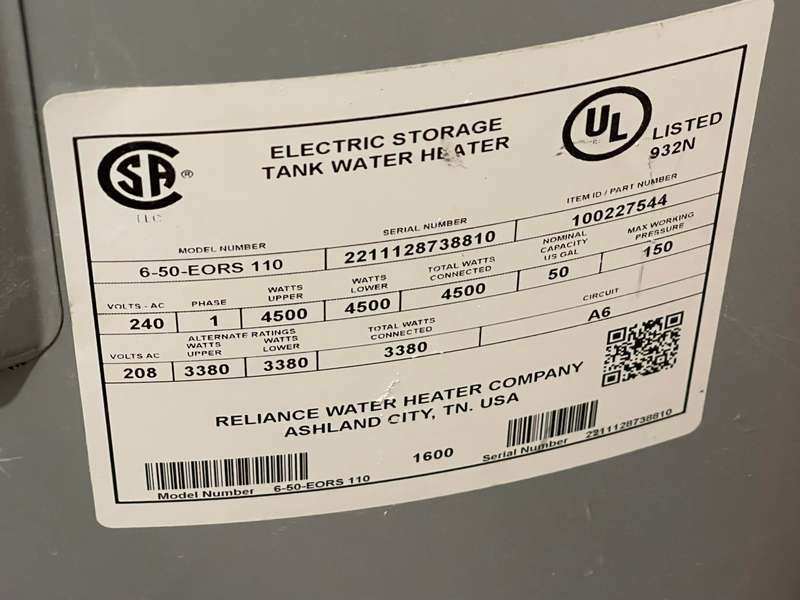 SA ®
LLC
ELECTRIC STORAGE
TANK WATER HEATER
UL
LISTED
932N
MODEL NUMBER SERIAL NUMBER ITEM ID / PART NUMBER
6-50-EORS 110 2211128738810 100227544
VOLTS - AC PHASE WATTS UPPER WATTS LOWER TOTAL WATTS CONNECTED NOMINAL CAPACITY US GAL MAX WORKING PRESSURE
240 1 4500 4500 4500 50 150
ALTERNATE RATINGS
VOLTS AC WATTS UPPER WATTS LOWER TOTAL WATTS CONNECTED CIRCUIT
208 3380 3380 3380 A6
RELIANCE WATER HEATER COMPANY
ASHLAND CITY, TN. USA
Model Number 6-50-EORS 110 1600 Serial Number 2211128738810